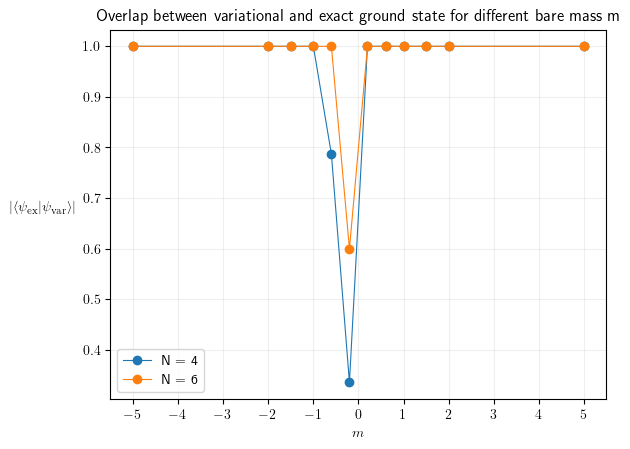 Overlap between variational and exact ground state for different bare mass m
1.0
0.9
0.8
0.7
0.6
0.5
0.4
|⟨ψex|ψvar⟩|
N = 4
N = 6
−5 −4 −3 −2 −1 0 1 2 3 4 5
m